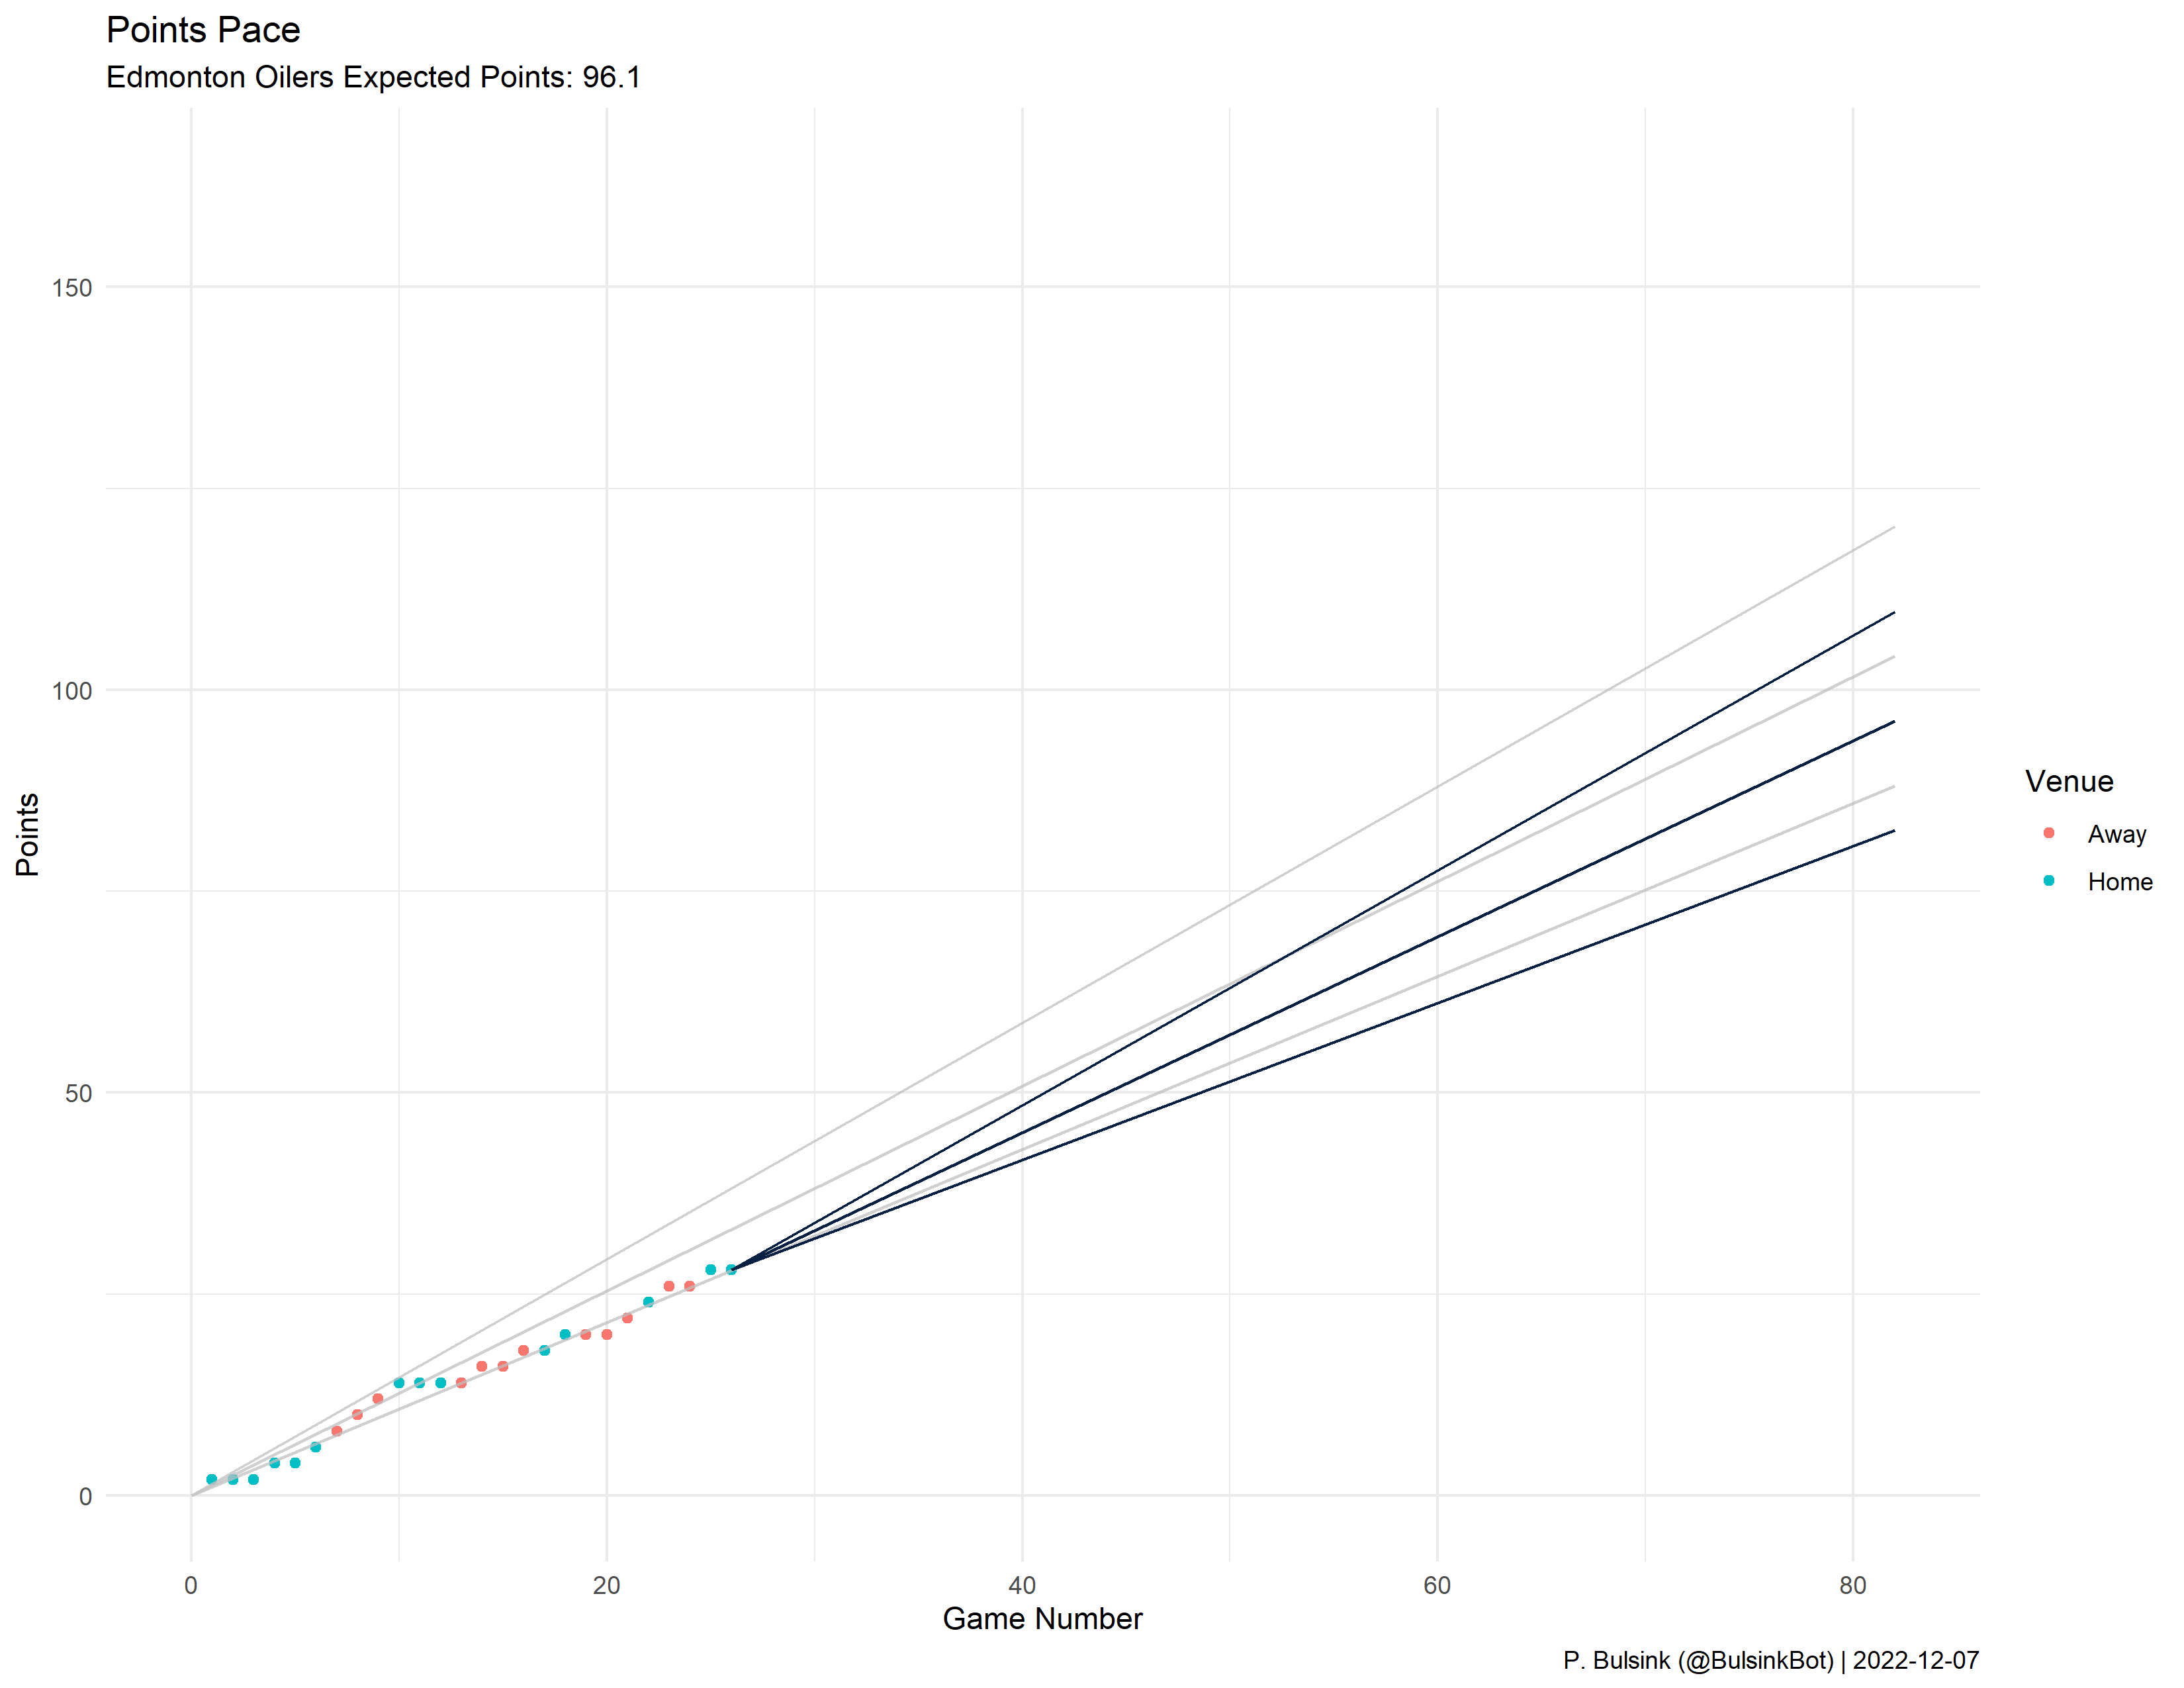 Points Pace
Edmonton Oilers Expected Points: 96.1
150
100
50
0
Points
0 20 40 60 80
Game Number
Venue
Away
Home
P. Bulsink (@BulsinkBot) | 2022-12-07